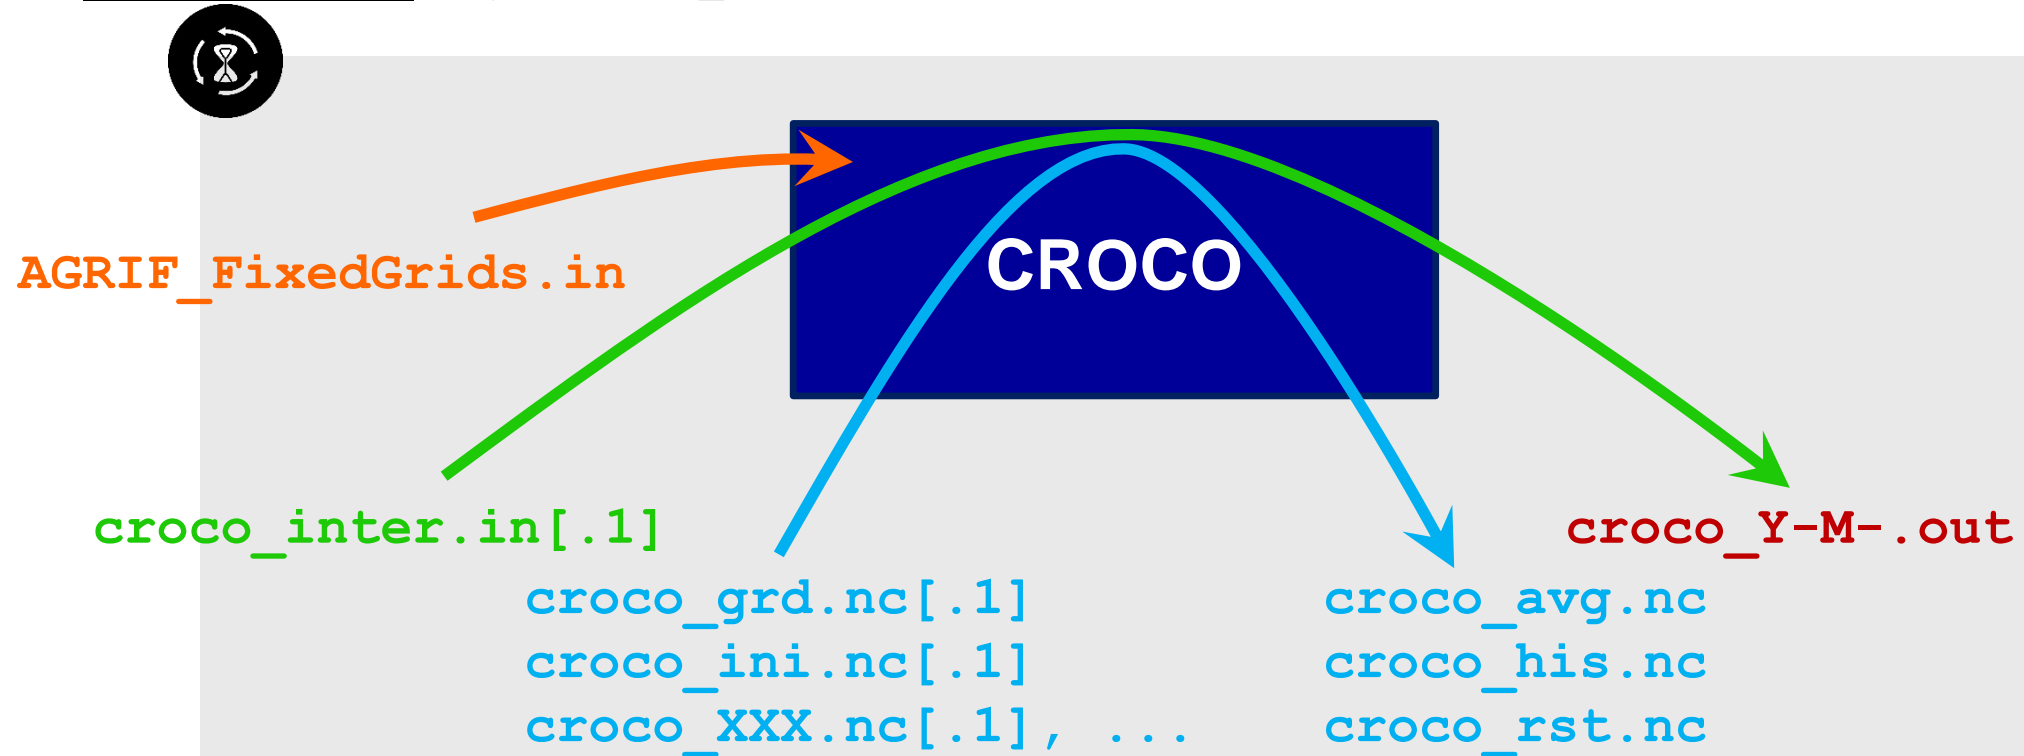 CROCO
AGRIF_FixedGrids.in
croco_inter.in[.1]
croco_Y-M-.out
croco_grd.nc[.1]
croco_avg.nc
croco_ini.nc[.1]
croco_his.nc
croco_XXX.nc[.1], ...
croco_rst.nc